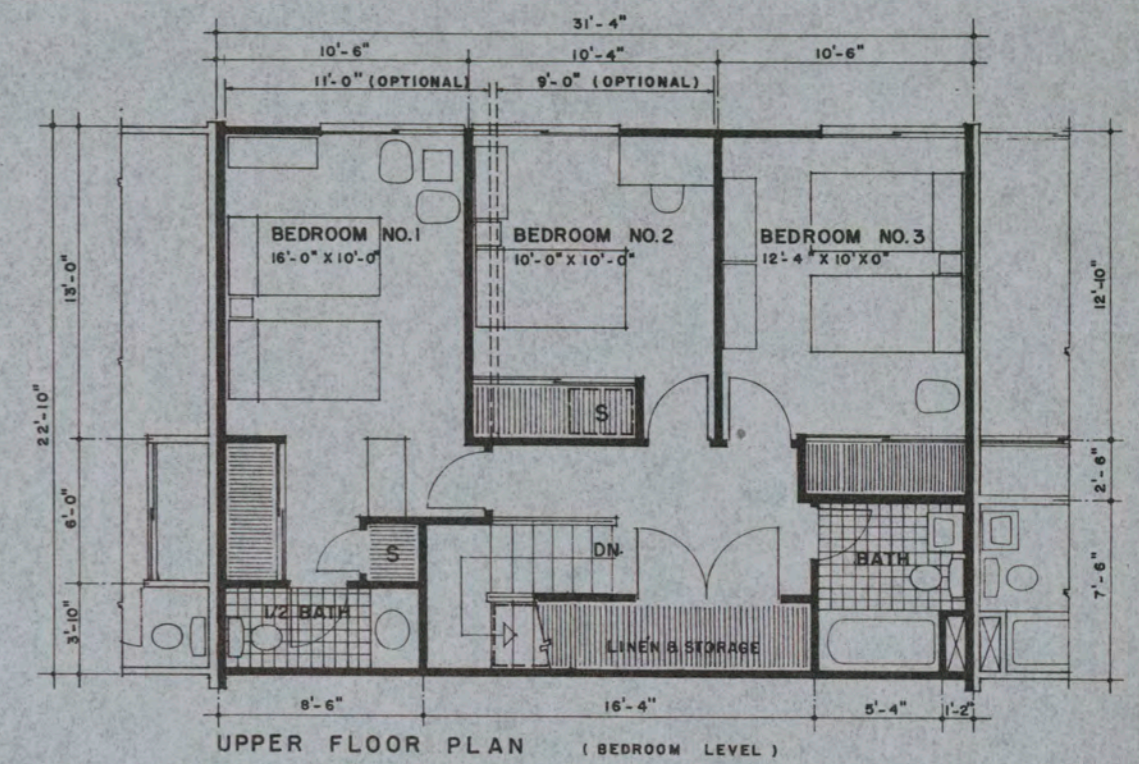 31'-4"
10'-6" 10'-4" 10'-6"
11'-0" (OPTIONAL) 9'-0" (OPTIONAL)
BEDROOM NO.1
16'-0" X 10'-0"
BEDROOM NO.2
10'-0" X 10'-0"
BEDROOM NO.3
12'-4" X 10'X0"
13'-0"
22'-10"
6'-0"
3'-10"
12'-10"
2'-6"
7'-6"
S
S
DN.
BATH
1/2 BATH
LINEN & STORAGE
8'-6" 16'-4" 5'-4" 1'-2"
UPPER FLOOR PLAN (BEDROOM LEVEL)